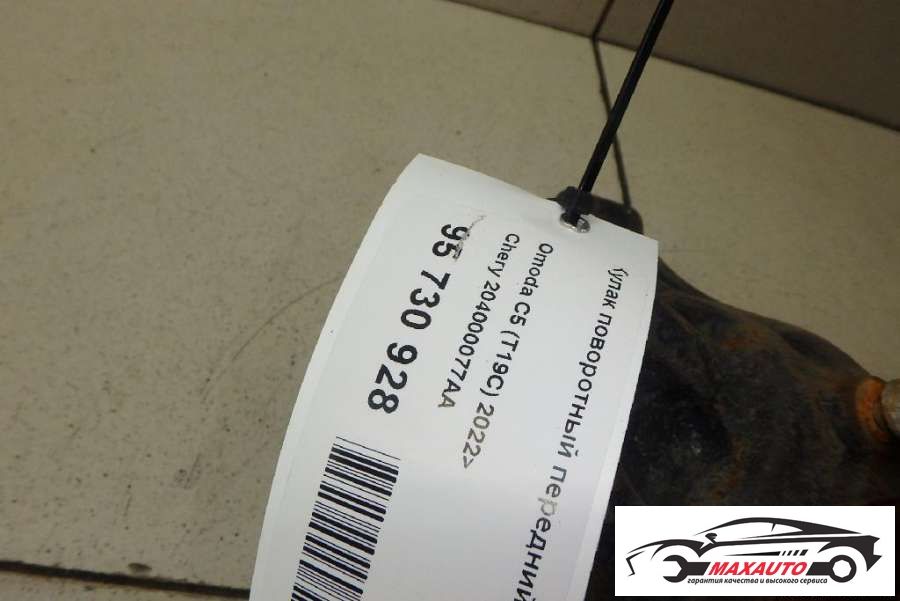 Кулак поворотный передний
Omoda C5 (T19C) 2022>
Chery 204000077AA
95 730 928
MAXAUTO
гарантия качества и высокого сервиса